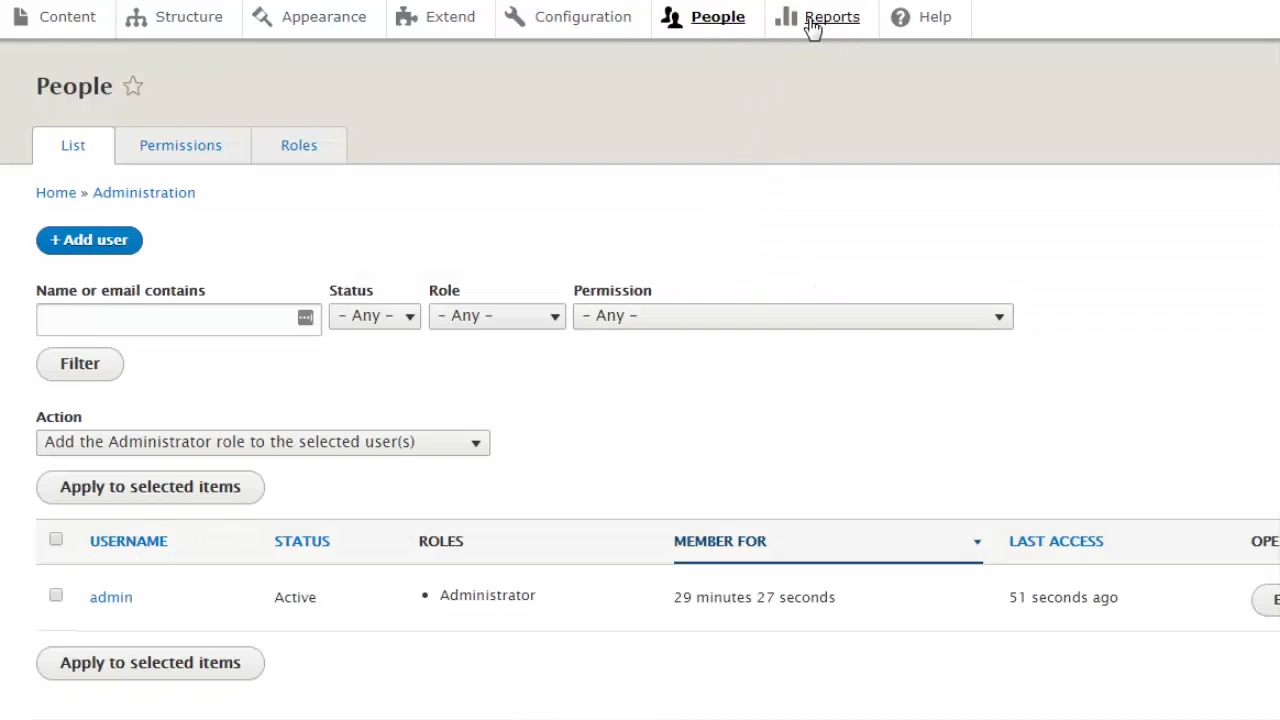 Content Structure Appearance Extend Configuration People Reports Help
People
List Permissions Roles
Home » Administration
+ Add user
Name or email contains Status Role Permission
- Any - - Any - - Any -
Filter
Action
Add the Administrator role to the selected user(s)
Apply to selected items
USERNAME STATUS ROLES MEMBER FOR LAST ACCESS OPE
admin Active • Administrator 29 minutes 27 seconds 51 seconds ago E
Apply to selected items